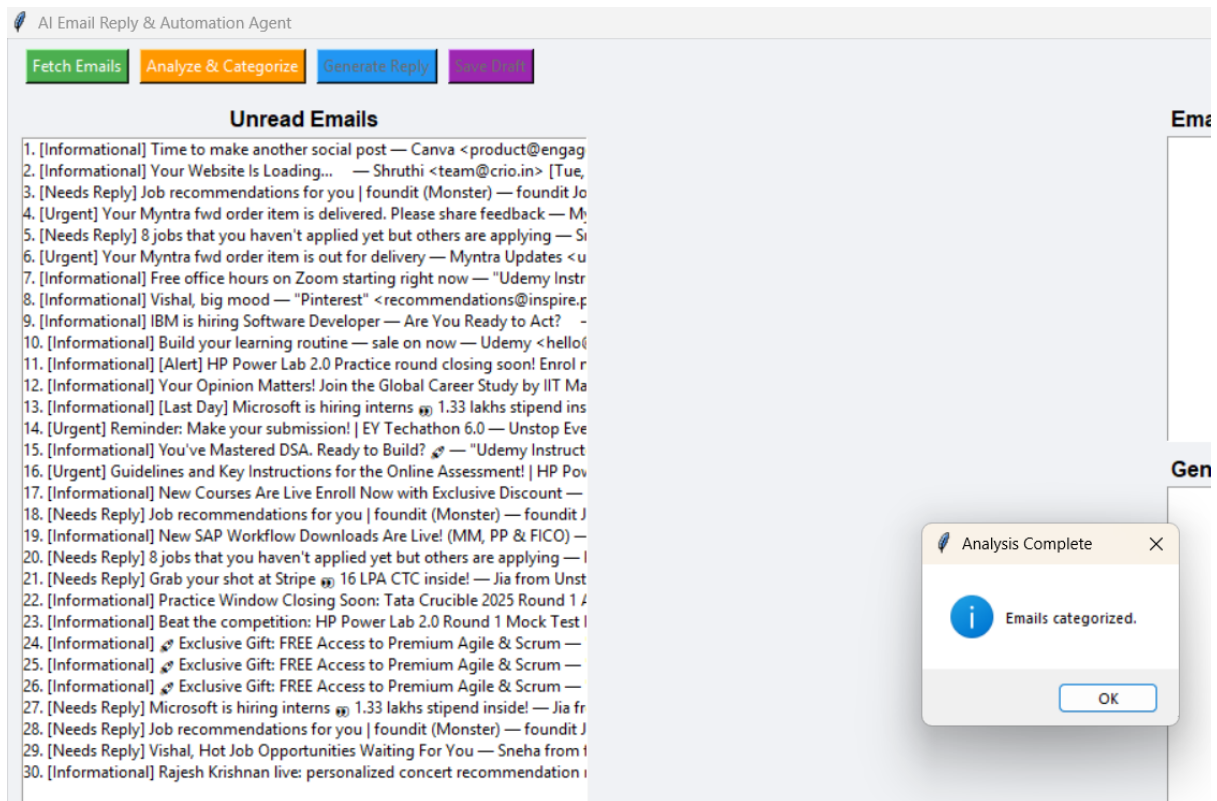 AI Email Reply & Automation Agent
Fetch Emails Analyze & Categorize Generate Reply Save Draft
Unread Emails
1. [Informational] Time to make another social post — Canva <product@engag
2. [Informational] Your Website Is Loading... — Shruthi <team@crio.in> [Tue,
3. [Needs Reply] Job recommendations for you | foundit (Monster) — foundit Jo
4. [Urgent] Your Myntra fwd order item is delivered. Please share feedback — My
5. [Needs Reply] 8 jobs that you haven't applied yet but others are applying — S
6. [Urgent] Your Myntra fwd order item is out for delivery — Myntra Updates <u
7. [Informational] Free office hours on Zoom starting right now — "Udemy Instr
8. [Informational] Vishal, big mood — "Pinterest" <recommendations@inspire.p
9. [Informational] IBM is hiring Software Developer — Are You Ready to Act? -
10. [Informational] Build your learning routine — sale on now — Udemy <hello@
11. [Informational] [Alert] HP Power Lab 2.0 Practice round closing soon! Enrol
12. [Informational] Your Opinion Matters! Join the Global Career Study by IIT Ma
13. [Informational] [Last Day] Microsoft is hiring interns 👀 1.33 lakhs stipend ins
14. [Urgent] Reminder: Make your submission! | EY Techathon 6.0 — Unstop Eve
15. [Informational] You've Mastered DSA. Ready to Build? 🚀 — "Udemy Instruct
16. [Urgent] Guidelines and Key Instructions for the Online Assessment! | HP Pow
17. [Informational] New Courses Are Live Enroll Now with Exclusive Discount —
18. [Needs Reply] Job recommendations for you | foundit (Monster) — foundit J
19. [Informational] New SAP Workflow Downloads Are Live! (MM, PP & FICO) —
20. [Needs Reply] 8 jobs that you haven't applied yet but others are applying —
21. [Needs Reply] Grab your shot at Stripe 👀 16 LPA CTC inside! — Jia from Unst
22. [Informational] Practice Window Closing Soon: Tata Crucible 2025 Round 1
23. [Informational] Beat the competition: HP Power Lab 2.0 Round 1 Mock Test
24. [Informational] 🚀 Exclusive Gift: FREE Access to Premium Agile & Scrum —
25. [Informational] 🚀 Exclusive Gift: FREE Access to Premium Agile & Scrum —
26. [Informational] 🚀 Exclusive Gift: FREE Access to Premium Agile & Scrum —
27. [Needs Reply] Microsoft is hiring interns 👀 1.33 lakhs stipend inside! — Jia fr
28. [Needs Reply] Job recommendations for you | foundit (Monster) — foundit J
29. [Needs Reply] Vishal, Hot Job Opportunities Waiting For You — Sneha from
30. [Informational] Rajesh Krishnan live: personalized concert recommendation
Ema
Gen
Analysis Complete
Emails categorized.
OK